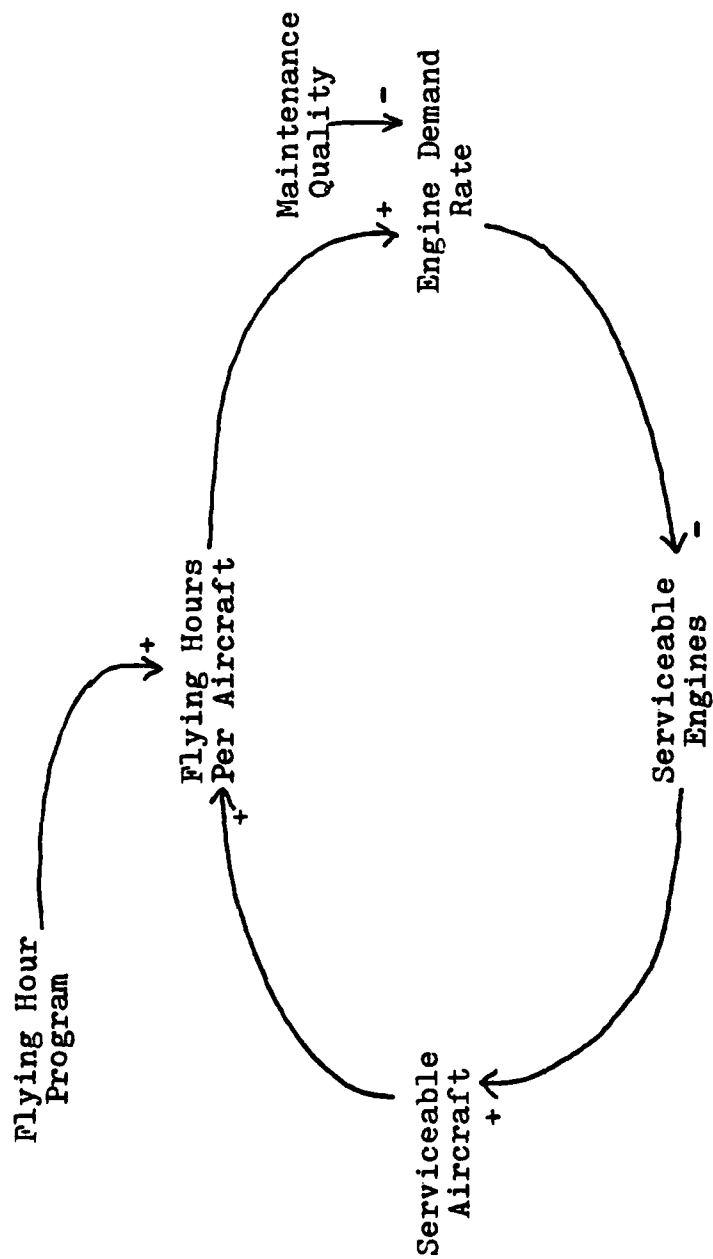 Flying Hour
Program
+
Flying Hours
Per Aircraft
+
Maintenance
Quality
-
+
Engine Demand
Rate
Serviceable
Aircraft
+
Serviceable
Engines
-